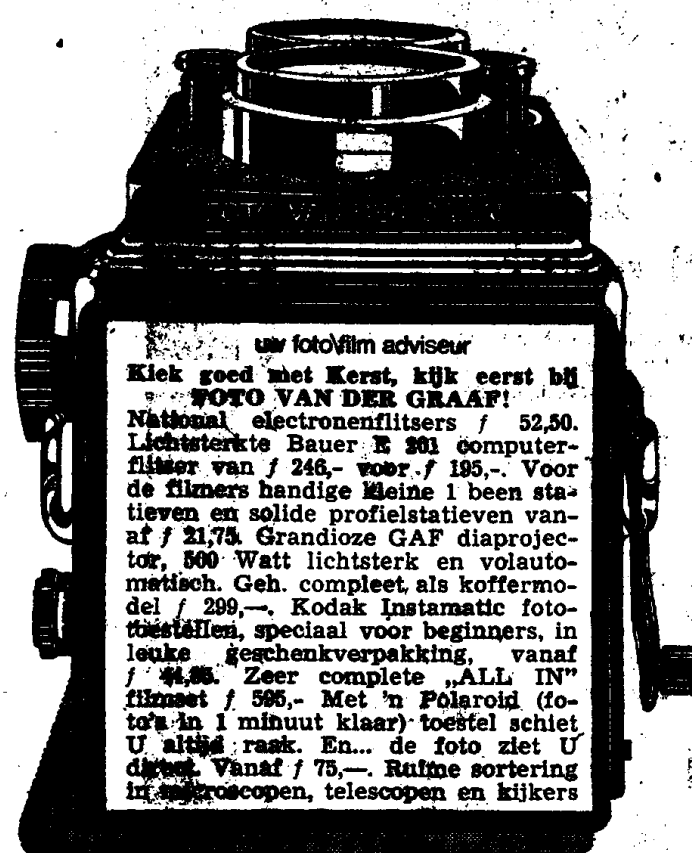 uw foto\film adviseur
Kiek goed met Kerst, kijk eerst bij
FOTO VAN DER GRAAF!
National electronenflitsers f 52,50.
Lichtsterkte Bauer E 201 computer-
flitser van f 246,- voor f 195,-. Voor
de filmers handige kleine 1 been sta-
tieven en solide profielstatieven van-
af f 21,75. Grandioze GAF diaprojec-
tor, 500 Watt lichtsterk en volauto-
matisch. Geh. compleet, als koffermo-
del f 299,—. Kodak Instamatic foto-
toestellen, speciaal voor beginners, in
leuke geschenkverpakking, vanaf
f Zeer complete „ALL IN”
filmset f 595,- Met 'n Polaroid (fo-
to's in 1 minuut klaar) toestel schiet
U altijd raak. En... de foto ziet U
direct. Vanaf f 75,—. Ruime sortering
in microscopen, telescopen en kijkers